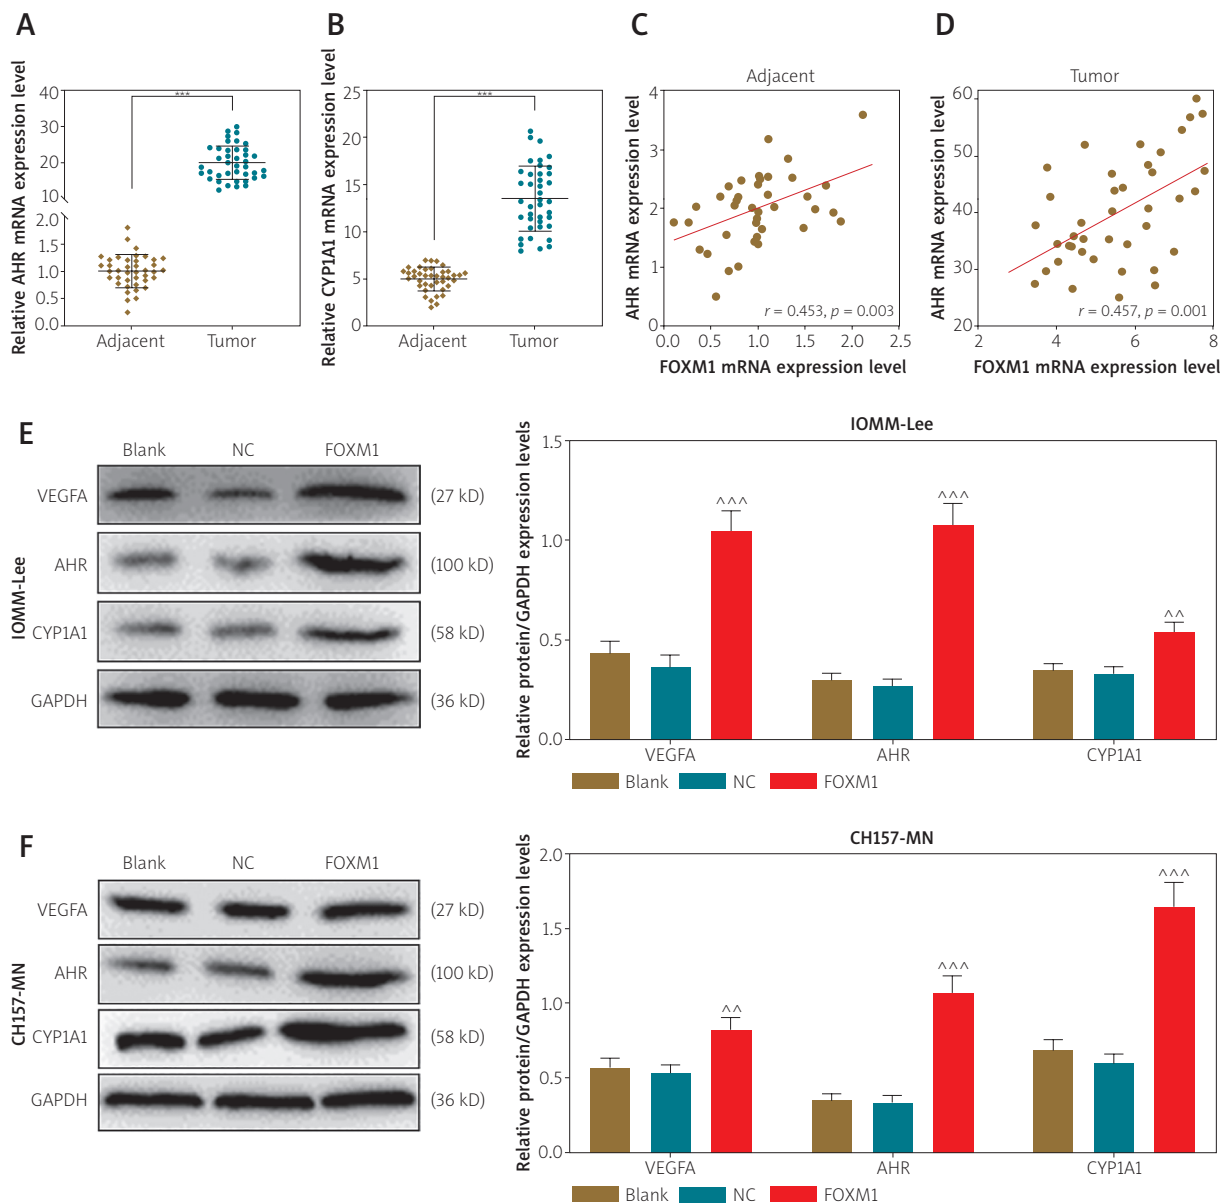 A
Relative AHR mRNA expression level
40
30
20
10
2.0
1.5
1.0
0.5
0.0
***
Adjacent
Tumor
B
Relative CYP1A1 mRNA expression level
25
20
15
10
5
0
***
Adjacent
Tumor
C
Adjacent
AHR mRNA expression level
4
3
2
1
0
r = 0.453, p = 0.003
0.0 0.5 1.0 1.5 2.0 2.5
FOXM1 mRNA expression level
D
Tumor
AHR mRNA expression level
60
50
40
30
20
r = 0.457, p = 0.001
2 4 6 8
FOXM1 mRNA expression level
E
IOMM-Lee
Blank NC FOXM1
VEGFA (27 kD)
AHR (100 kD)
CYP1A1 (58 kD)
GAPDH (36 kD)
IOMM-Lee
Relative protein/GAPDH expression levels
1.5
1.0
0.5
0.0
^^^
^^^
^^
VEGFA AHR CYP1A1
Blank NC FOXM1
F
CH157-MN
Blank NC FOXM1
VEGFA (27 kD)
AHR (100 kD)
CYP1A1 (58 kD)
GAPDH (36 kD)
CH157-MN
Relative protein/GAPDH expression levels
2.0
1.5
1.0
0.5
0.0
^^
^^^
^^^
VEGFA AHR CYP1A1
Blank NC FOXM1